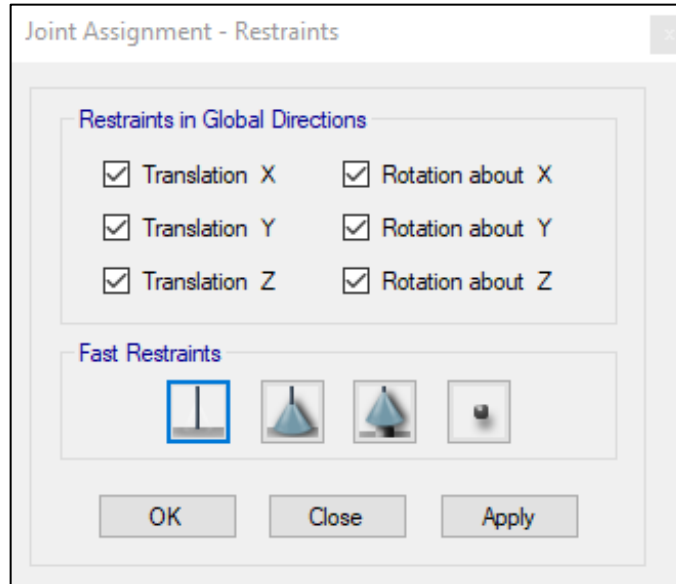 Joint Assignment - Restraints
x
Restraints in Global Directions
Translation X
Rotation about X
Translation Y
Rotation about Y
Translation Z
Rotation about Z
Fast Restraints
OK
Close
Apply